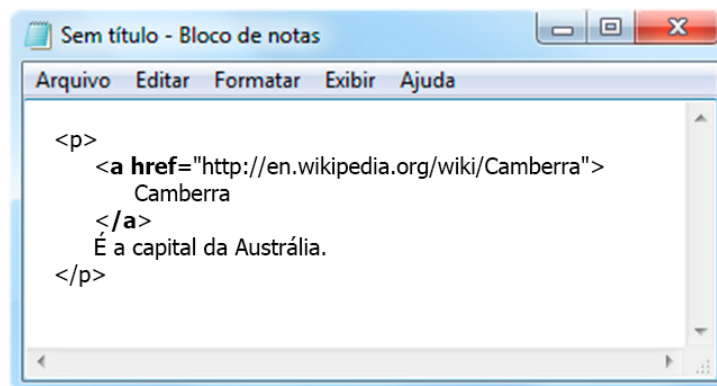 Sem título - Bloco de notas
Arquivo Editar Formatar Exibir Ajuda
<p>
<a href="http://en.wikipedia.org/wiki/Camberra">
Camberra
</a>
É a capital da Austrália.
</p>